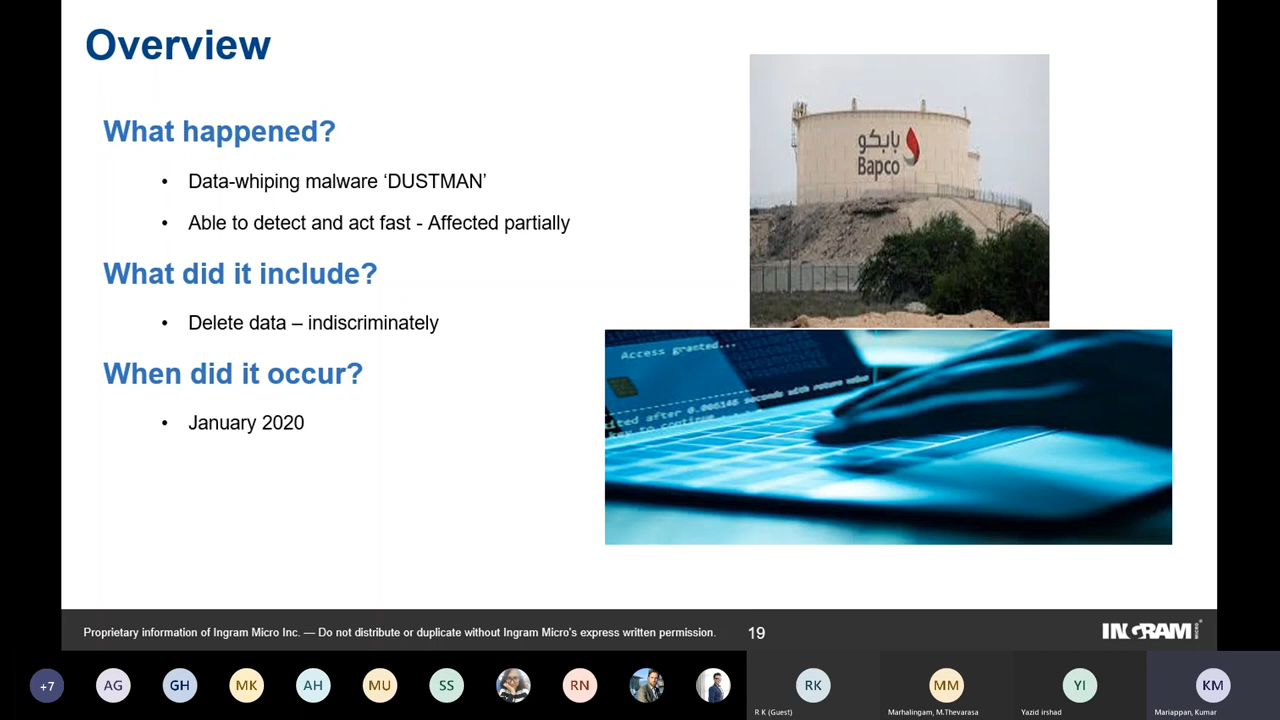 Overview
What happened?
• Data-whiping malware ‘DUSTMAN’
• Able to detect and act fast - Affected partially
What did it include?
• Delete data – indiscriminately
When did it occur?
• January 2020
بابكو
Bapco
Access granted...
Proprietary information of Ingram Micro Inc. — Do not distribute or duplicate without Ingram Micro's express written permission.
19
INGRAM MICRO
+7
AG
GH
MK
AH
MU
SS
RN
RK
MM
YI
KM
R K (Guest)
Marhalingam, M.Thevarasa
Yazid irshad
Mariappan, Kumar